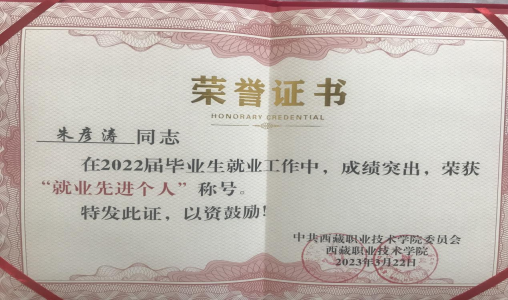 荣誉证书
HONORARY CREDENTIAL
朱彦涛 同志
在2022届毕业生就业工作中，成绩突出，荣获
“就业先进个人”称号。
特发此证，以资鼓励!
中共西藏职业技术学院委员会
西藏职业技术学院
2023年3月22日